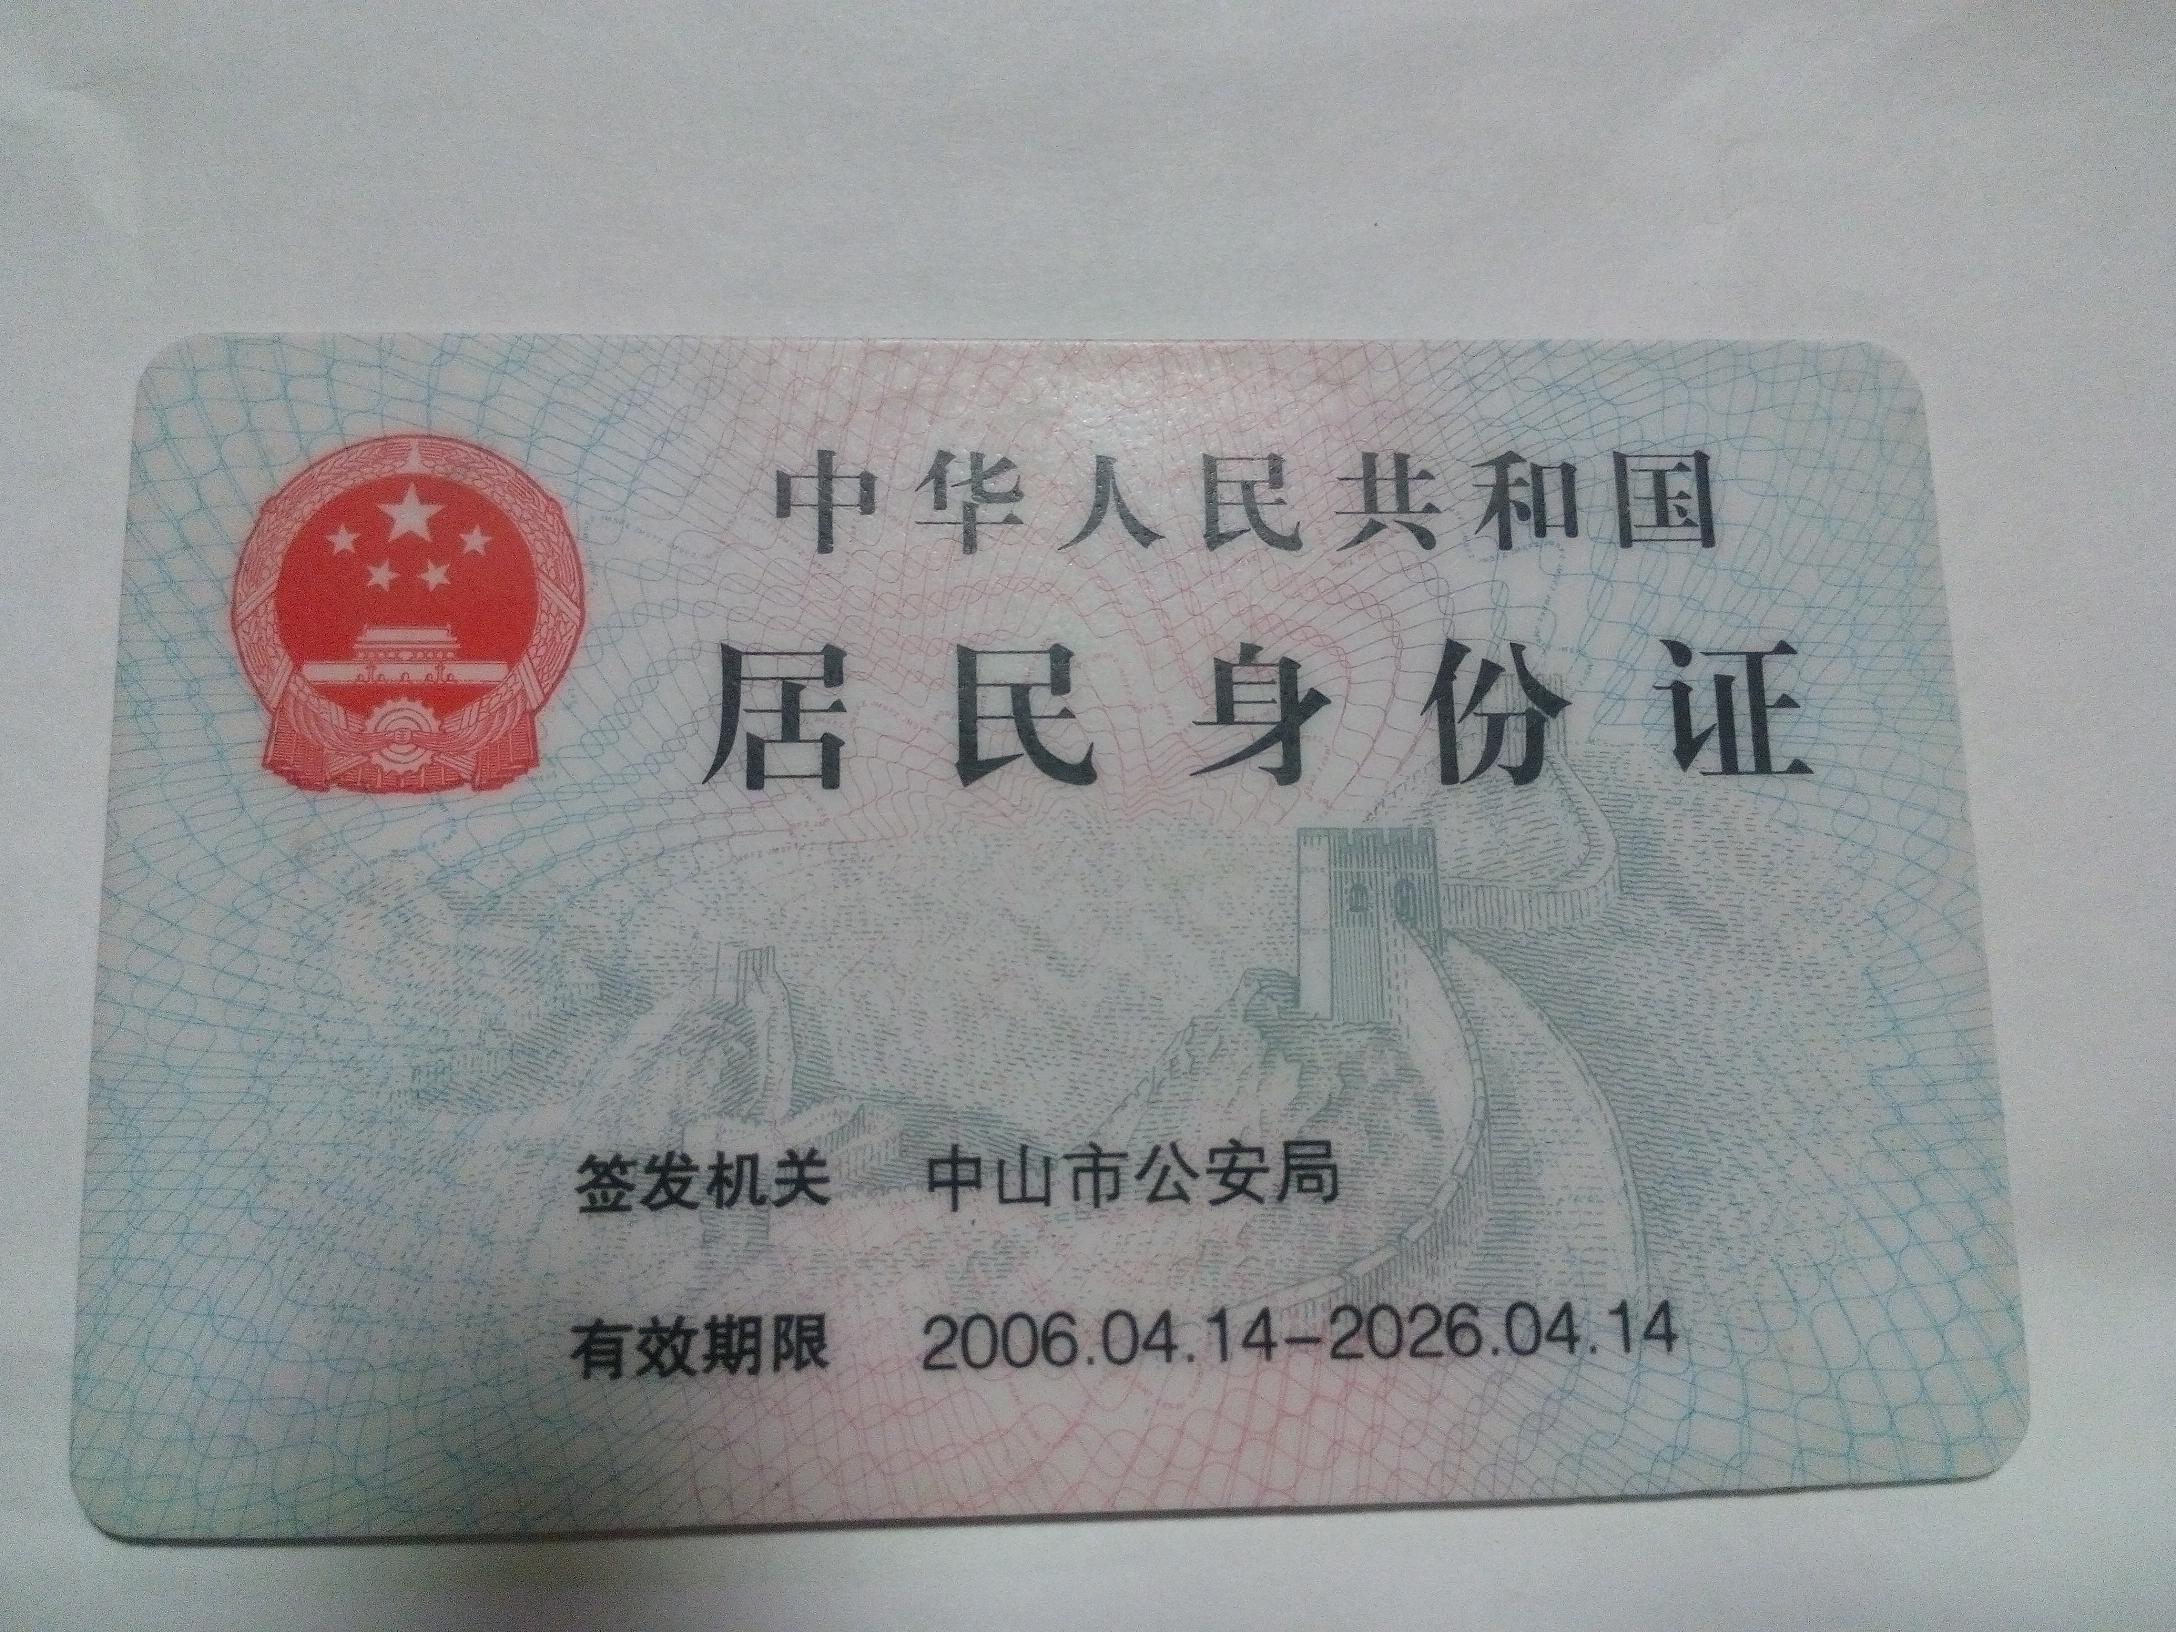 中华人民共和国
居民身份证
签发机关 中山市公安局
有效期限 2006.04.14-2026.04.14